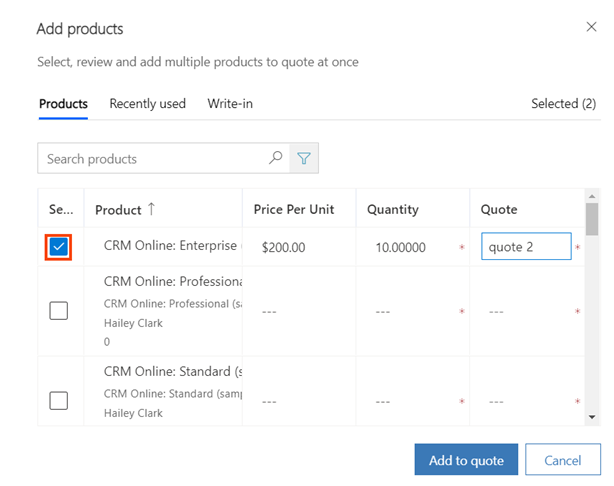 Add products
Select, review and add multiple products to quote at once
Products Recently used Write-in Selected (2)
Search products
Se... Product ↑ Price Per Unit Quantity Quote
CRM Online: Enterprise $200.00 10.00000 * quote 2 *
CRM Online: Professiona
CRM Online: Professional (sa
--- --- * --- *
Hailey Clark
0
CRM Online: Standard (s
CRM Online: Standard (samp
--- --- * --- *
Hailey Clark
Add to quote Cancel